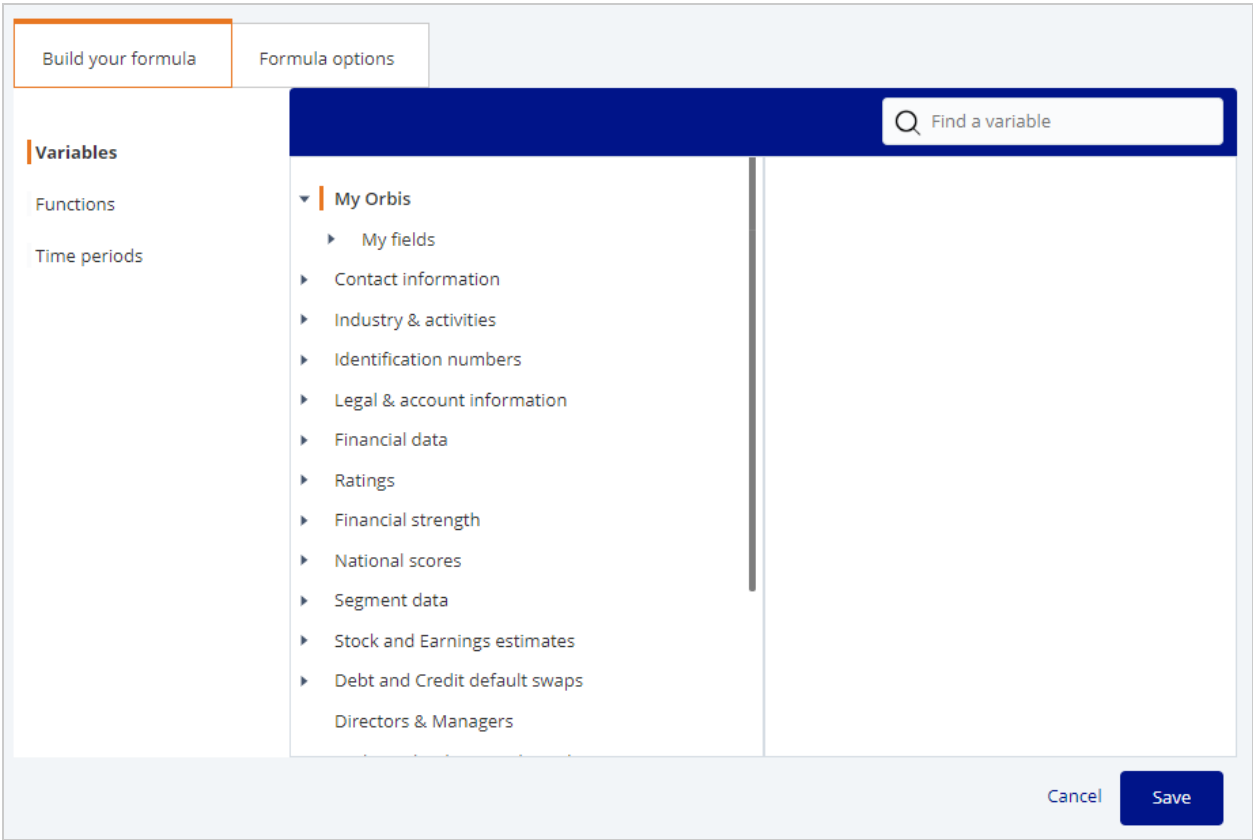 Build your formula
Formula options
Find a variable
Variables
Functions
Time periods
My Orbis
My fields
Contact information
Industry & activities
Identification numbers
Legal & account information
Financial data
Ratings
Financial strength
National scores
Segment data
Stock and Earnings estimates
Debt and Credit default swaps
Directors & Managers
Cancel
Save